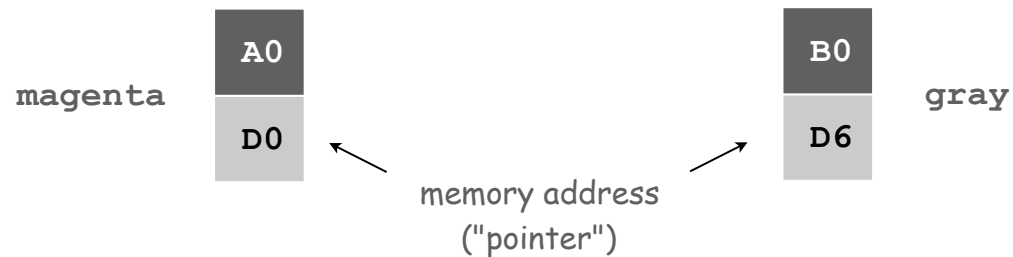 A0
B0
magenta
gray
D0
D6
memory address
("pointer")